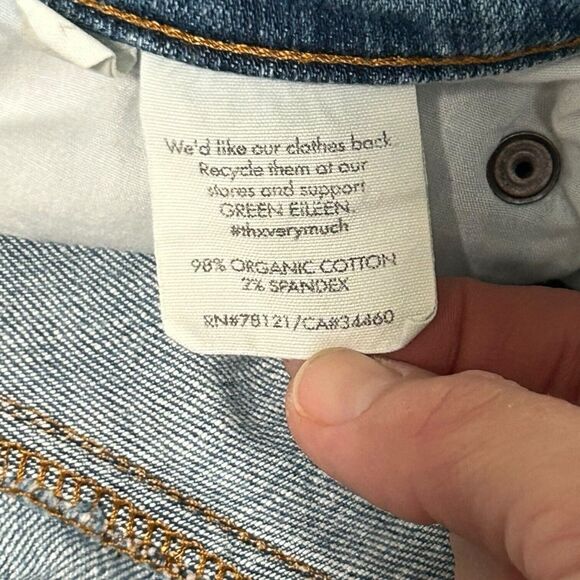 We'd like our clothes back.
Recycle them at our
stores and support
GREEN EILEEN.
#thxverymuch
98% ORGANIC COTTON
2% SPANDEX
RN#78121/CA#34460